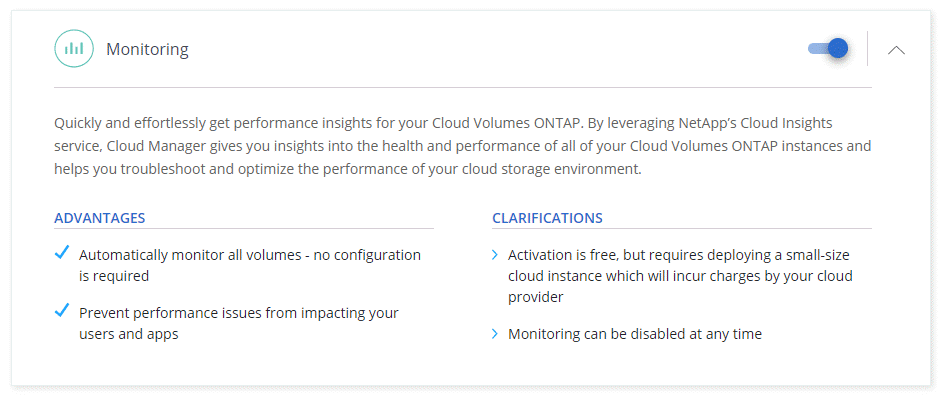 Monitoring
Quickly and effortlessly get performance insights for your Cloud Volumes ONTAP. By leveraging NetApp's Cloud Insights
service, Cloud Manager gives you insights into the health and performance of all of your Cloud Volumes ONTAP instances and
helps you troubleshoot and optimize the performance of your cloud storage environment.
ADVANTAGES
Automatically monitor all volumes - no configuration
is required
Prevent performance issues from impacting your
users and apps
CLARIFICATIONS
Activation is free, but requires deploying a small-size
cloud instance which will incur charges by your cloud
provider
Monitoring can be disabled at any time